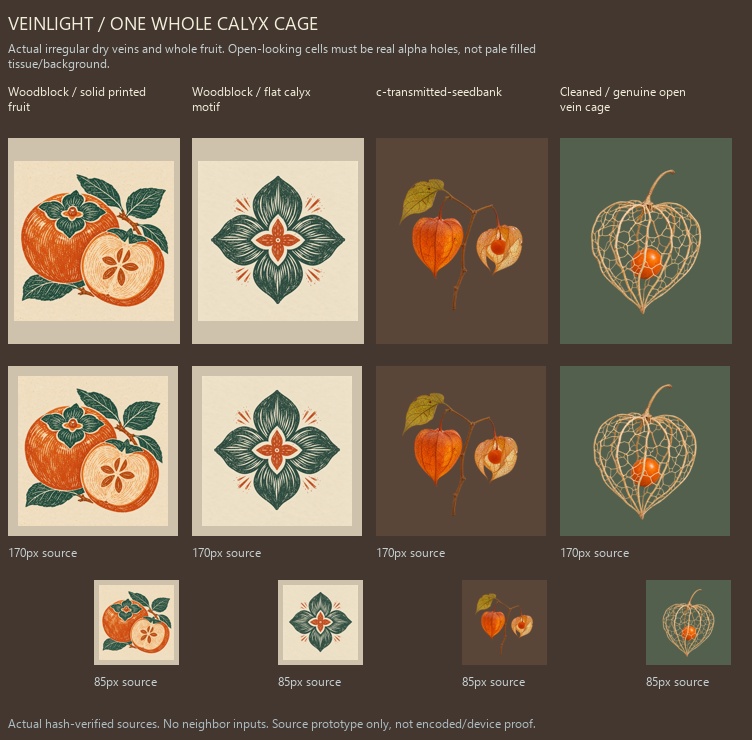 VEINLIGHT / ONE WHOLE CALYX CAGE
Actual irregular dry veins and whole fruit. Open-looking cells must be real alpha holes, not pale filled
tissue/background.
Woodblock / solid printed
fruit
Woodblock / flat calyx
motif
c-transmitted-seedbank
Cleaned / genuine open
vein cage
170px source
170px source
170px source
170px source
85px source
85px source
85px source
85px source
Actual hash-verified sources. No neighbor inputs. Source prototype only, not encoded/device proof.